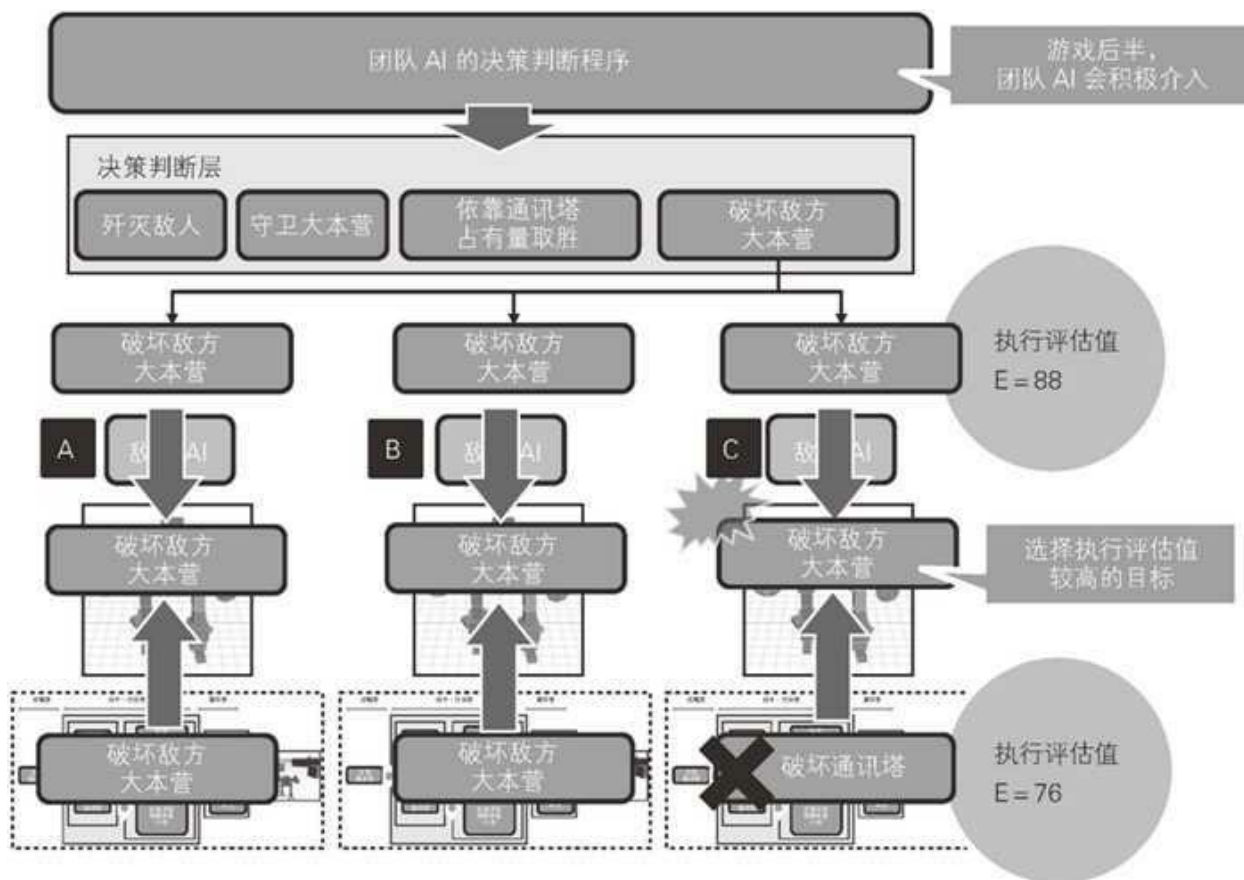 团队 AI 的决策判断程序
游戏后半，
团队 AI 会积极介入
决策判断层
歼灭敌人
守卫大本营
依靠通讯塔
占有量取胜
破坏敌方
大本营
破坏敌方
大本营
破坏敌方
大本营
破坏敌方
大本营
执行评估值
E = 88
A
敌 AI
B
敌 AI
C
敌 AI
破坏敌方
大本营
破坏敌方
大本营
破坏敌方
大本营
选择执行评估值
较高的目标
破坏敌方
大本营
破坏敌方
大本营
破坏通讯塔
执行评估值
E = 76